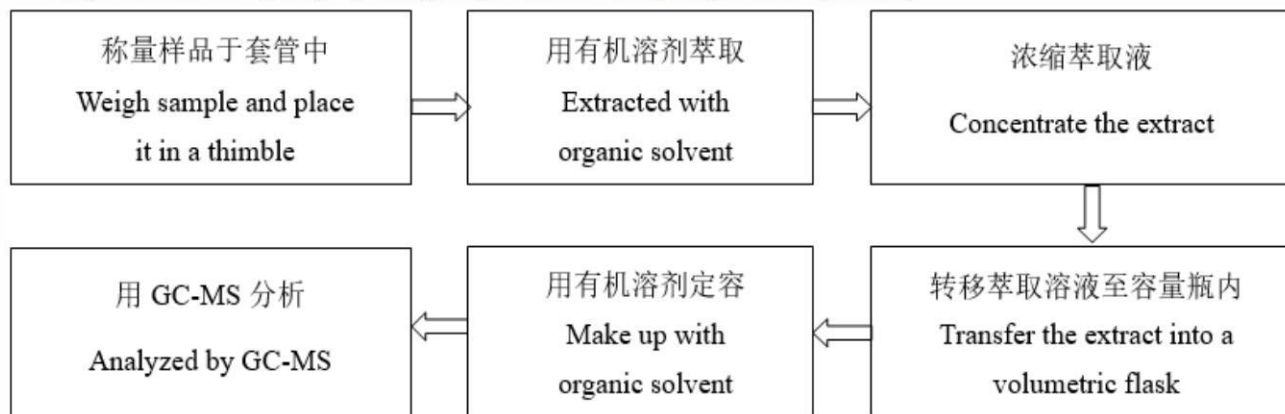 称量样品于套管中
Weigh sample and place
it in a thimble
用有机溶剂萃取
Extracted with
organic solvent
浓缩萃取液
Concentrate the extract
转移萃取溶液至容量瓶内
Transfer the extract into a
volumetric flask
用有机溶剂定容
Make up with
organic solvent
用 GC-MS 分析
Analyzed by GC-MS